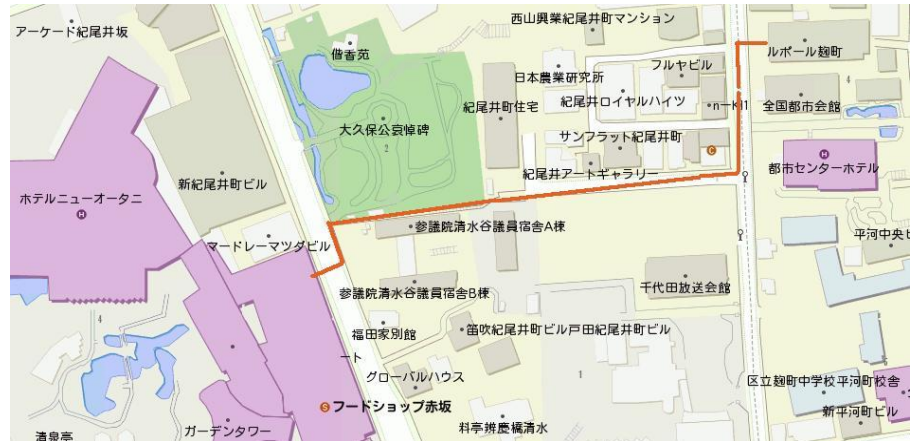 アーケード紀尾井坂
偕香苑
西山興業紀尾井町マンション
ルポール麹町
日本農業研究所
フルヤビル
紀尾井町住宅
紀尾井ロイヤルハイツ
4
全国都市会館
大久保公哀悼碑
2
サンフラット紀尾井町
C
紀尾井アートギャラリー
H
都市センターホテル
新紀尾井町ビル
ホテルニューオータニ
H
参議院清水谷議員宿舎A棟
平河中央ビ
マードレーマツダビル
参議院清水谷議員宿舎B棟
千代田放送会館
4
福田家別館
笛吹紀尾井町ビル戸田紀尾井町ビル
ート
グローバルハウス
1
区立麹町中学校平河町校舎
S フードショップ赤坂
新平河町ビル
清泉亭
ガーデンタワー
料亭辨慶橋清水